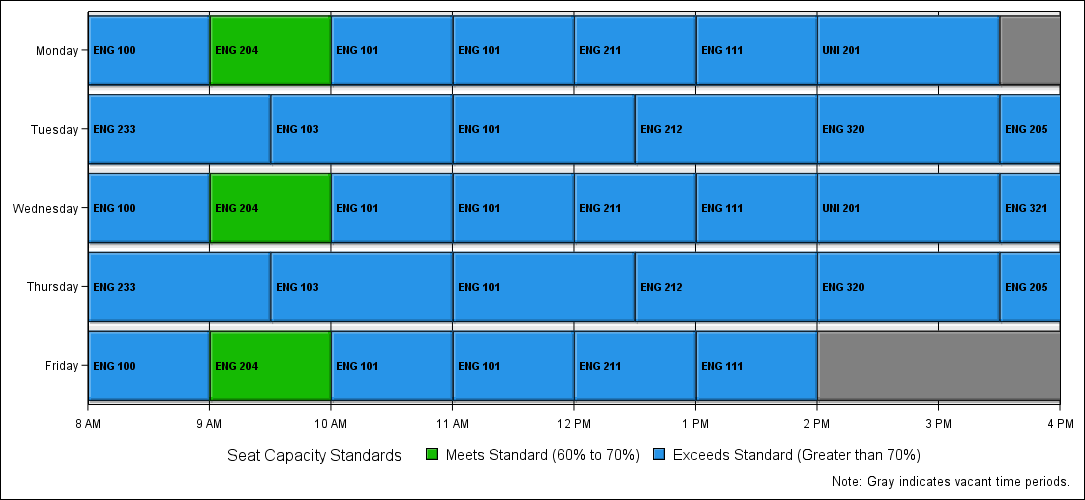 Monday ENG 100 ENG 204 ENG 101 ENG 101 ENG 211 ENG 111 UNI 201
Tuesday ENG 233 ENG 103 ENG 101 ENG 212 ENG 320 ENG 205
Wednesday ENG 100 ENG 204 ENG 101 ENG 101 ENG 211 ENG 111 UNI 201 ENG 321
Thursday ENG 233 ENG 103 ENG 101 ENG 212 ENG 320 ENG 205
Friday ENG 100 ENG 204 ENG 101 ENG 101 ENG 211 ENG 111
8 AM 9 AM 10 AM 11 AM 12 PM 1 PM 2 PM 3 PM 4 PM
Seat Capacity Standards Meets Standard (60% to 70%) Exceeds Standard (Greater than 70%)
Note: Gray indicates vacant time periods.